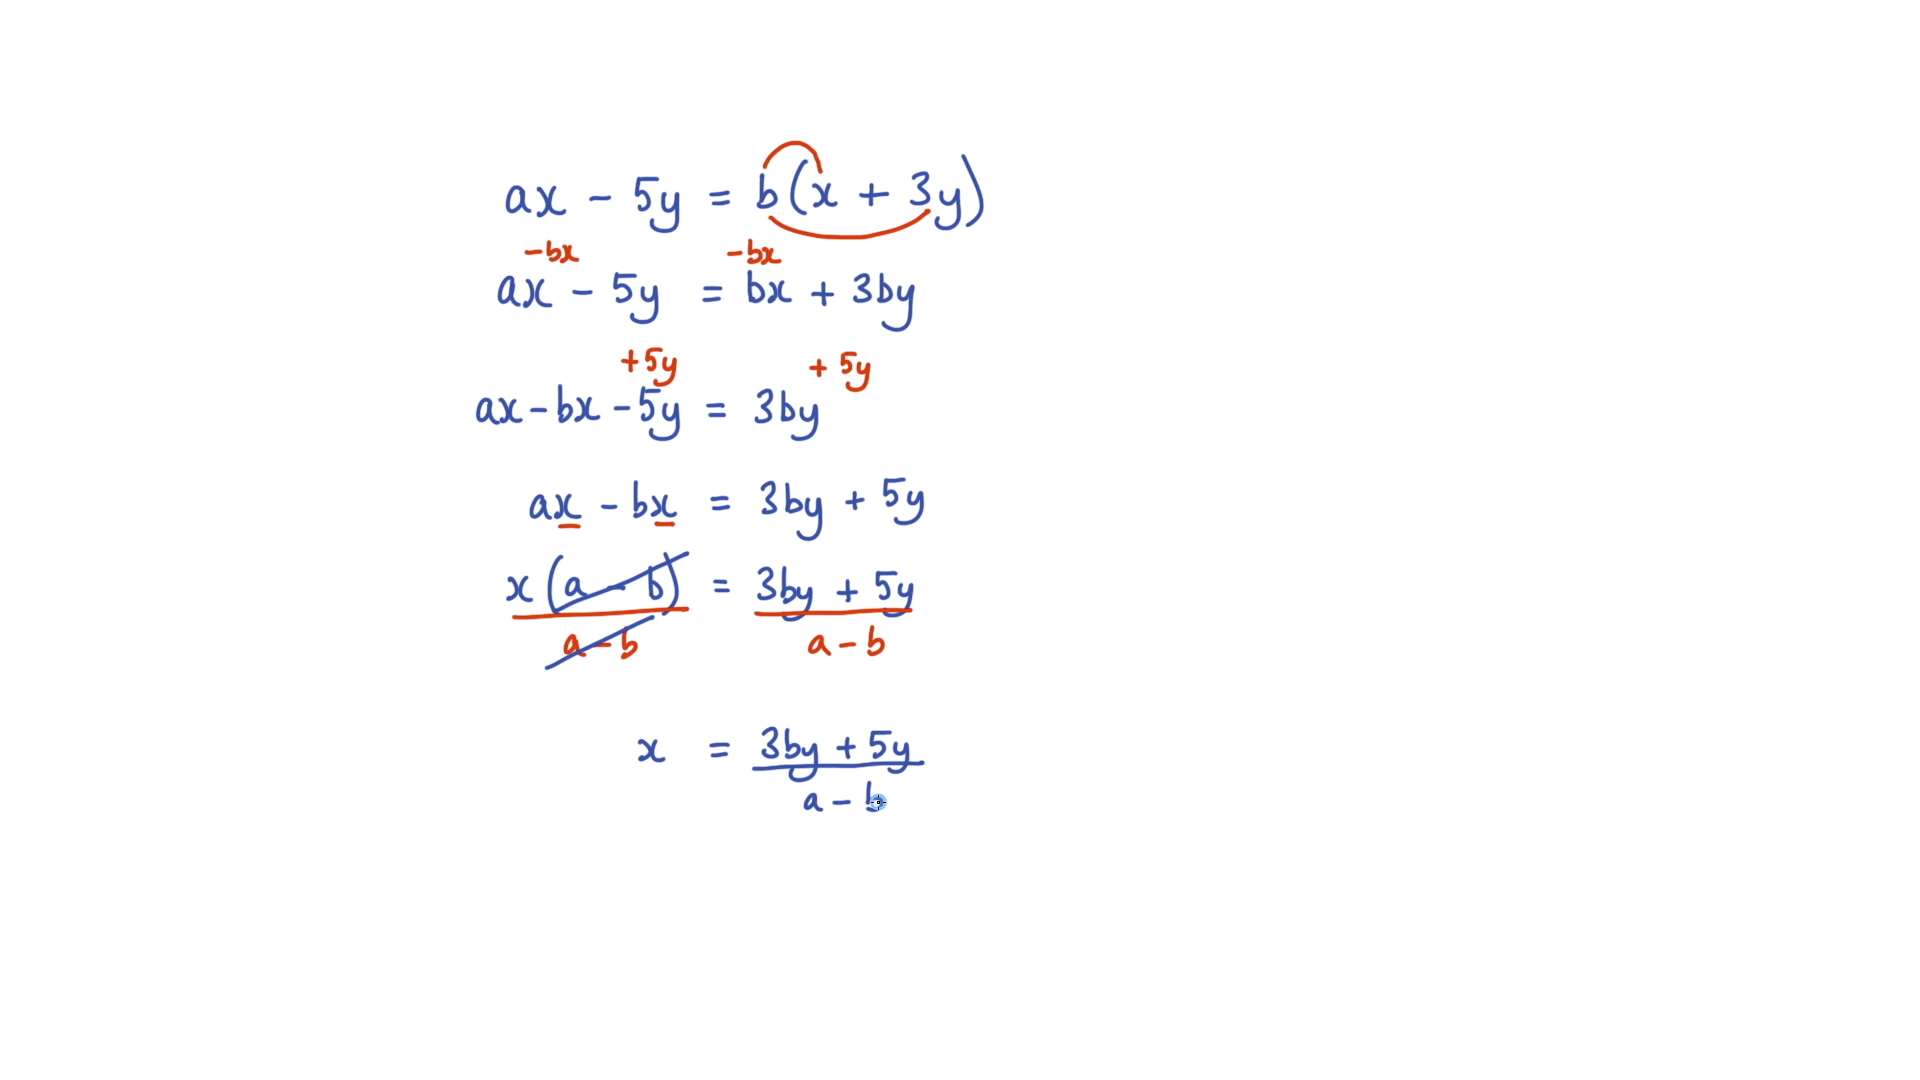 ax - 5y = b(x + 3y)
-bx -bx
ax - 5y = bx + 3by
+5y + 5y
ax - bx - 5y = 3by
ax - bx = 3by + 5y
x(a - b) = 3by + 5y
a - b a - b
x = 3by + 5y
a - b